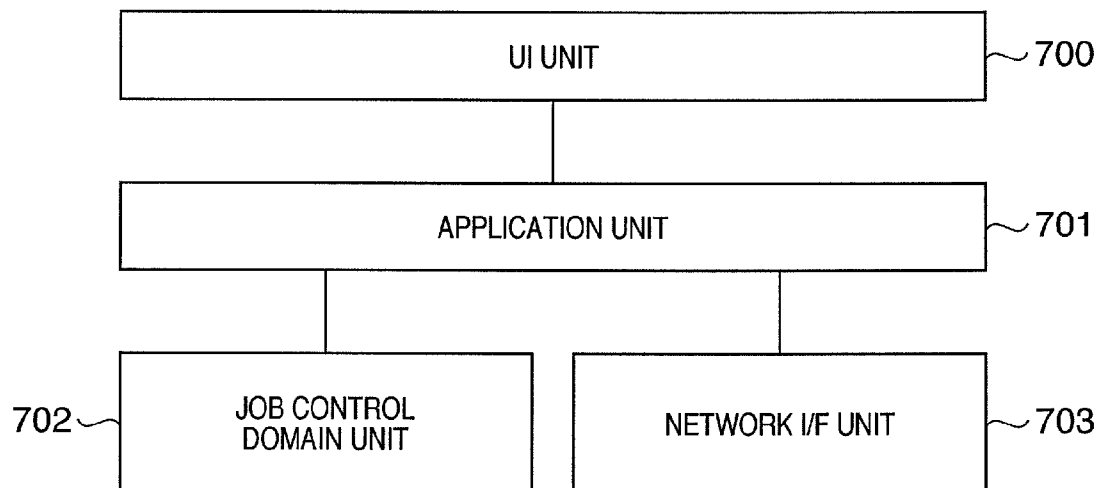 UI UNIT
700
APPLICATION UNIT
701
702
JOB CONTROL
DOMAIN UNIT
NETWORK I/F UNIT
703